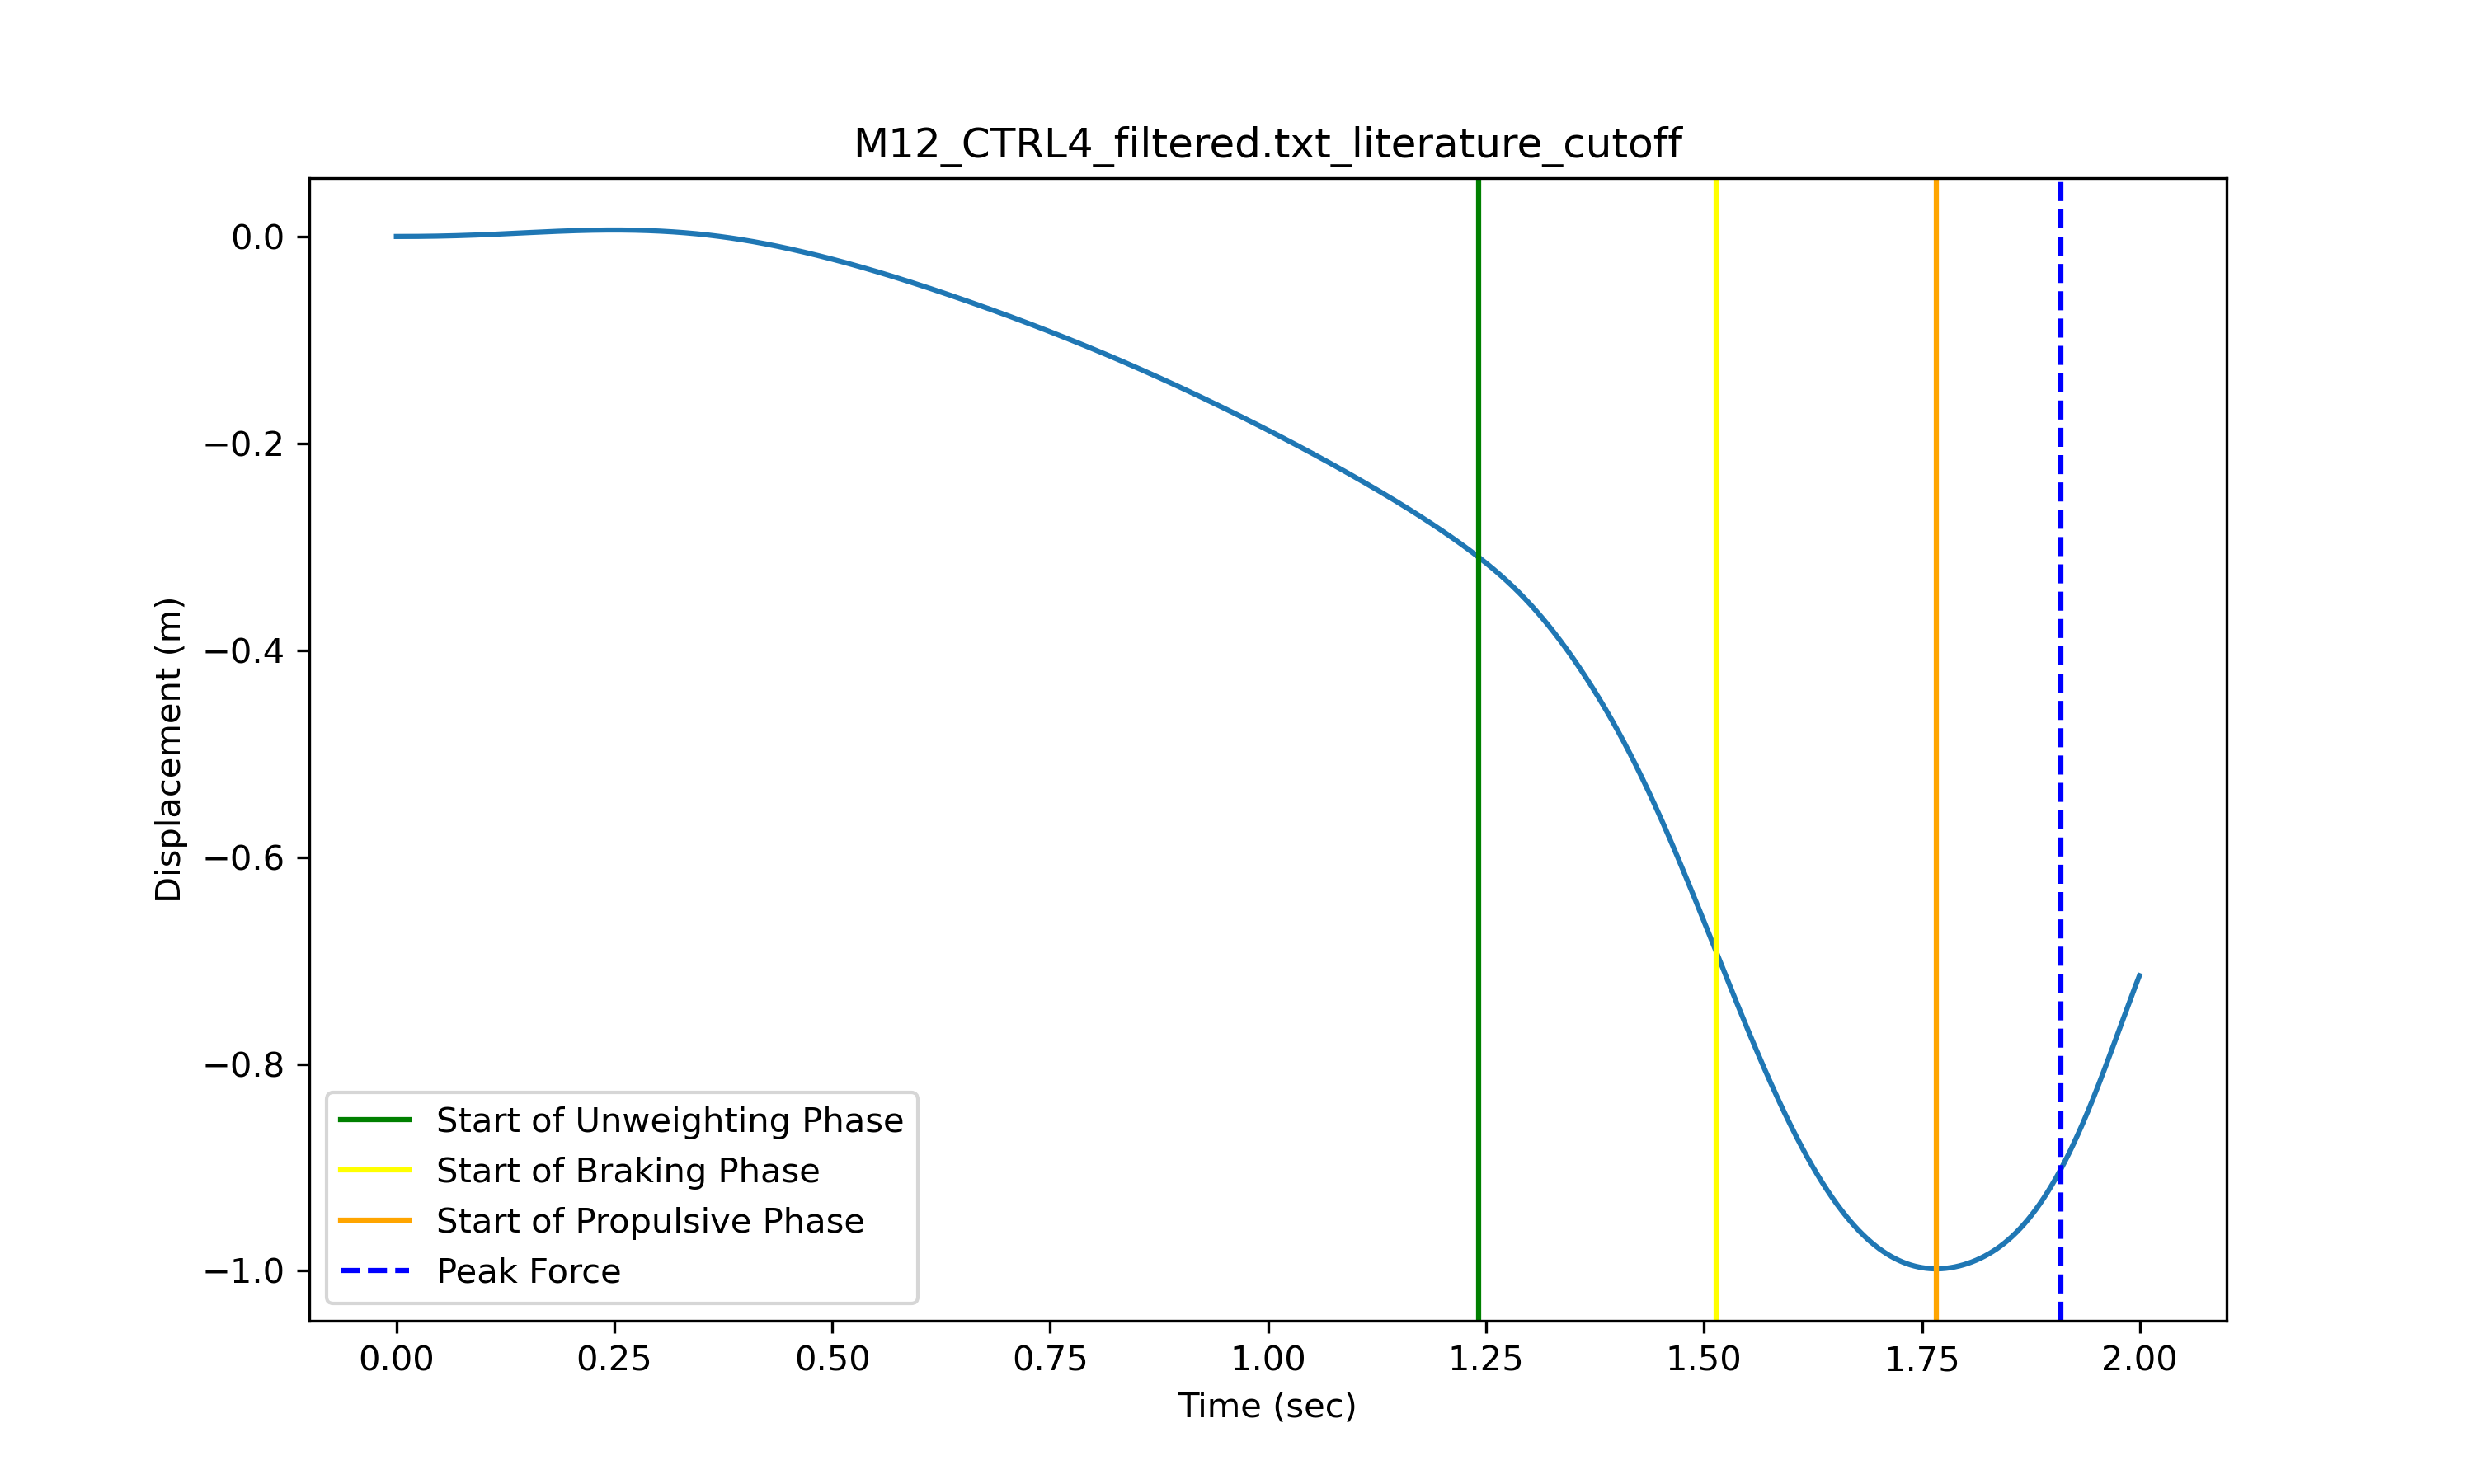 M12_CTRL4_filtered.txt_literature_cutoff
0.0
−0.2
−0.4
−0.6
−0.8
−1.0
Displacement (m)
Start of Unweighting Phase
Start of Braking Phase
Start of Propulsive Phase
Peak Force
0.00 0.25 0.50 0.75 1.00 1.25 1.50 1.75 2.00
Time (sec)